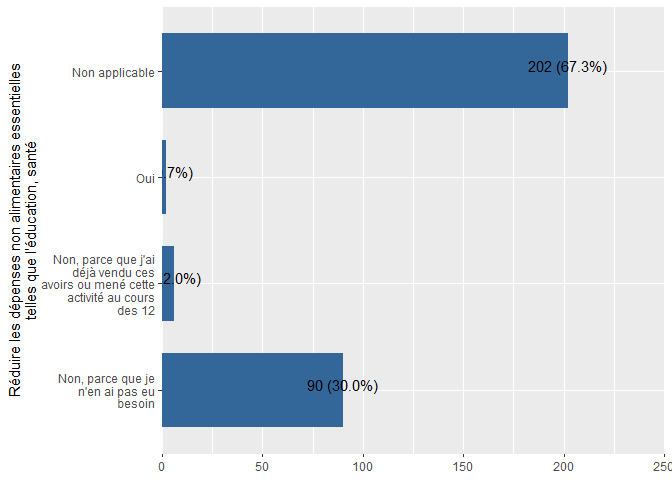 Réduire les dépenses non alimentaires essentielles
telles que l'éducation, santé
Non applicable
202 (67.3%)
Oui
7%)
Non, parce que j'ai
déjà vendu ces
avoirs ou mené cette
activité au cours
des 12
2.0%)
Non, parce que je
n'en ai pas eu
besoin
90 (30.0%)
0 50 100 150 200 250